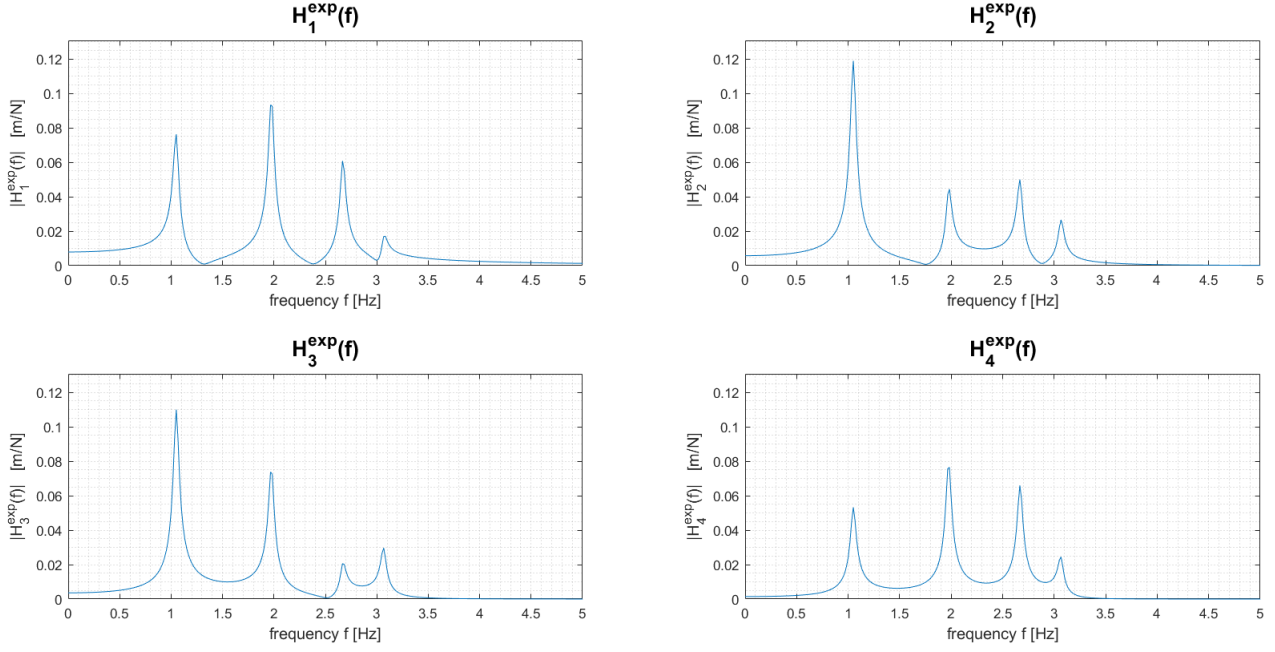 H₁ᵉˣᵖ(f)
|H₁ᵉˣᵖ(f)| [m/N]
0.12
0.1
0.08
0.06
0.04
0.02
0
0 0.5 1 1.5 2 2.5 3 3.5 4 4.5 5
frequency f [Hz]
H₂ᵉˣᵖ(f)
|H₂ᵉˣᵖ(f)| [m/N]
0.12
0.1
0.08
0.06
0.04
0.02
0
0 0.5 1 1.5 2 2.5 3 3.5 4 4.5 5
frequency f [Hz]
H₃ᵉˣᵖ(f)
|H₃ᵉˣᵖ(f)| [m/N]
0.12
0.1
0.08
0.06
0.04
0.02
0
0 0.5 1 1.5 2 2.5 3 3.5 4 4.5 5
frequency f [Hz]
H₄ᵉˣᵖ(f)
|H₄ᵉˣᵖ(f)| [m/N]
0.12
0.1
0.08
0.06
0.04
0.02
0
0 0.5 1 1.5 2 2.5 3 3.5 4 4.5 5
frequency f [Hz]